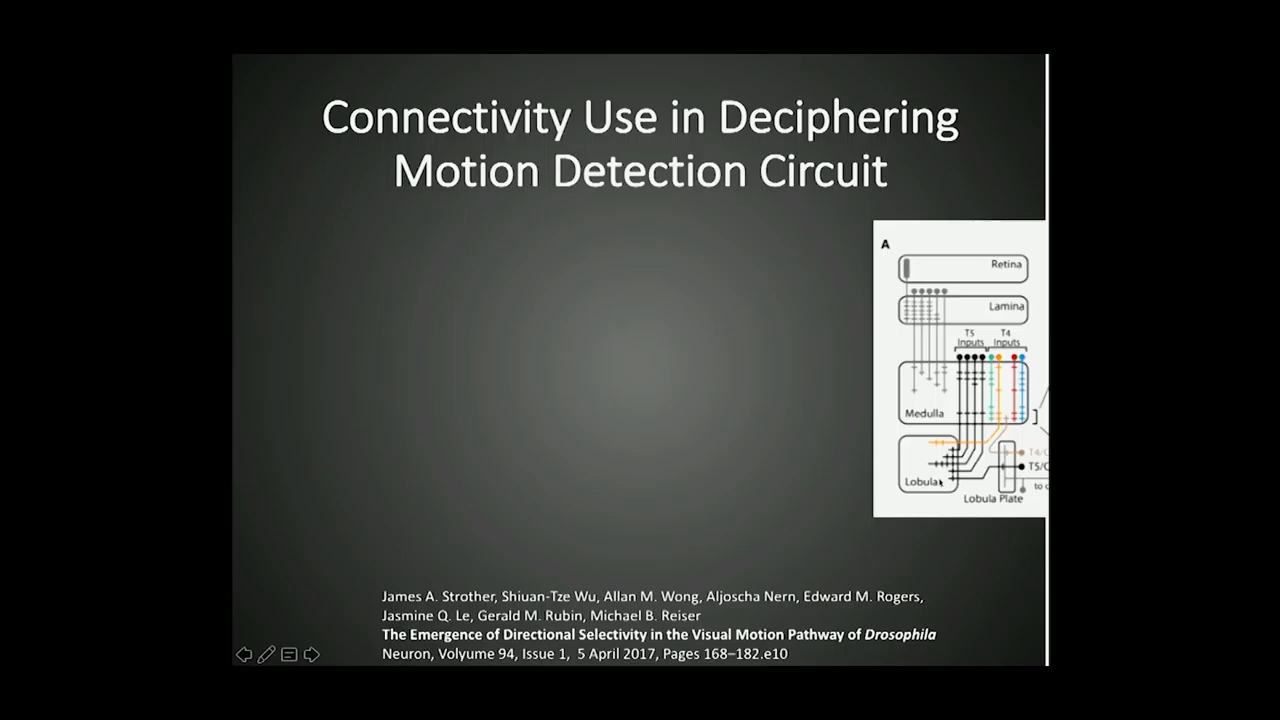 Connectivity Use in Deciphering
Motion Detection Circuit
A
Retina
Lamina
T5 T4
Inputs Inputs
Medulla
T4/C
T5/C
Lobula
to c
Lobula Plate
James A. Strother, Shiuan-Tze Wu, Allan M. Wong, Aljoscha Nern, Edward M. Rogers,
Jasmine Q. Le, Gerald M. Rubin, Michael B. Reiser
The Emergence of Directional Selectivity in the Visual Motion Pathway of Drosophila
Neuron, Volyume 94, Issue 1, 5 April 2017, Pages 168–182.e10